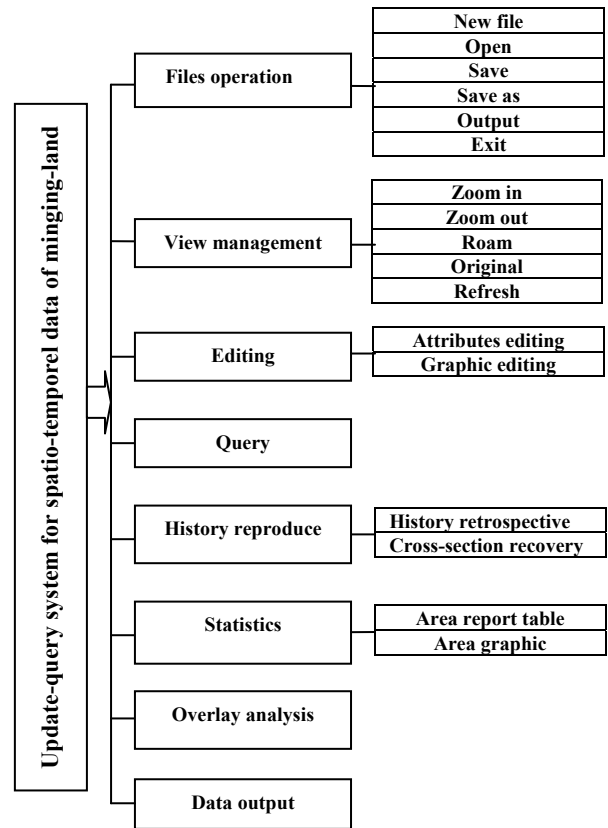 Update-query system for spatio-temporel data of minging-land
Files operation
New file
Open
Save
Save as
Output
Exit
View management
Zoom in
Zoom out
Roam
Original
Refresh
Editing
Attributes editing
Graphic editing
Query
History reproduce
History retrospective
Cross-section recovery
Statistics
Area report table
Area graphic
Overlay analysis
Data output